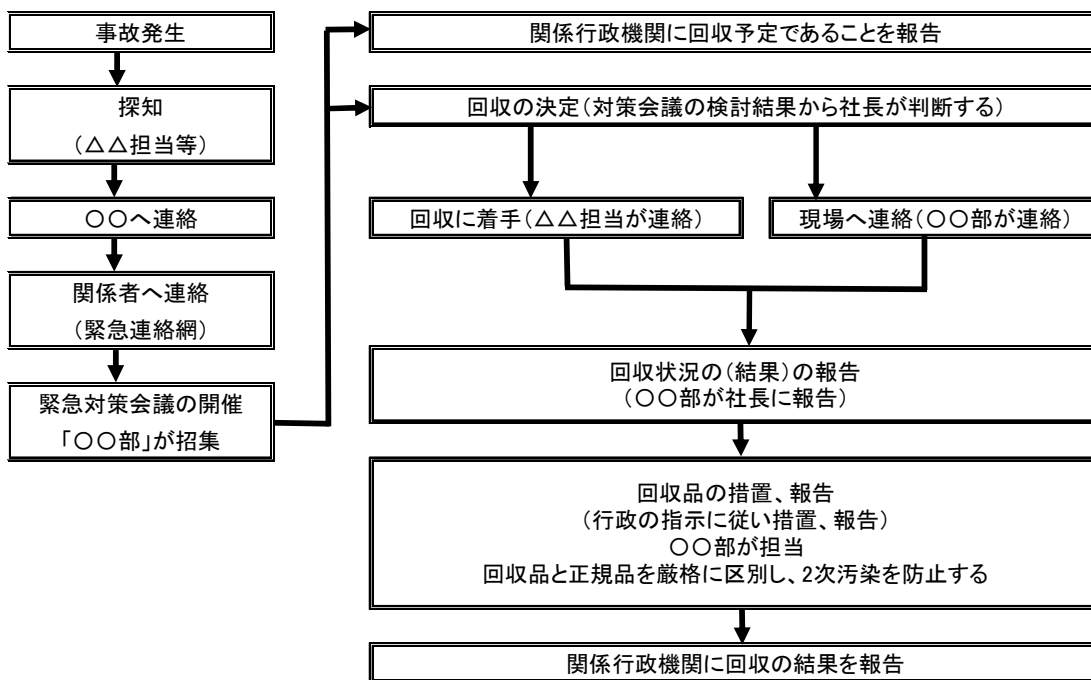 事故発生
探知
(△△担当等)
〇〇へ連絡
関係者へ連絡
(緊急連絡網)
緊急対策会議の開催
「〇〇部」が招集
関係行政機関に回収予定であることを報告
回収の決定(対策会議の検討結果から社長が判断する)
回収に着手(△△担当が連絡)
現場へ連絡(〇〇部が連絡)
回収状況の(結果)の報告
(〇〇部が社長に報告)
回収品の措置、報告
(行政の指示に従い措置、報告)
〇〇部が担当
回収品と正規品を厳格に区別し、2次汚染を防止する
関係行政機関に回収の結果を報告